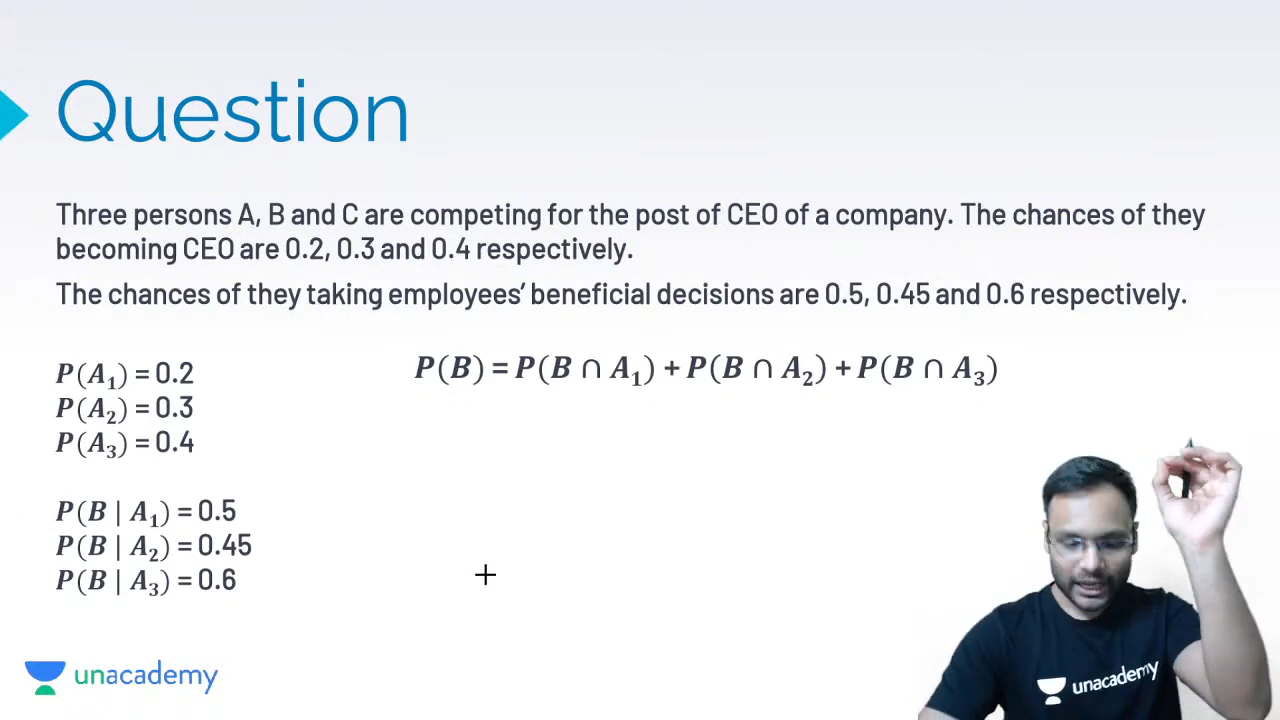 Question
Three persons A, B and C are competing for the post of CEO of a company. The chances of they
becoming CEO are 0.2, 0.3 and 0.4 respectively.
The chances of they taking employees’ beneficial decisions are 0.5, 0.45 and 0.6 respectively.
P(A₁) = 0.2
P(A₂) = 0.3
P(A₃) = 0.4
P(B | A₁) = 0.5
P(B | A₂) = 0.45
P(B | A₃) = 0.6
P(B) = P(B ∩ A₁) + P(B ∩ A₂) + P(B ∩ A₃)
unacademy
unacademy